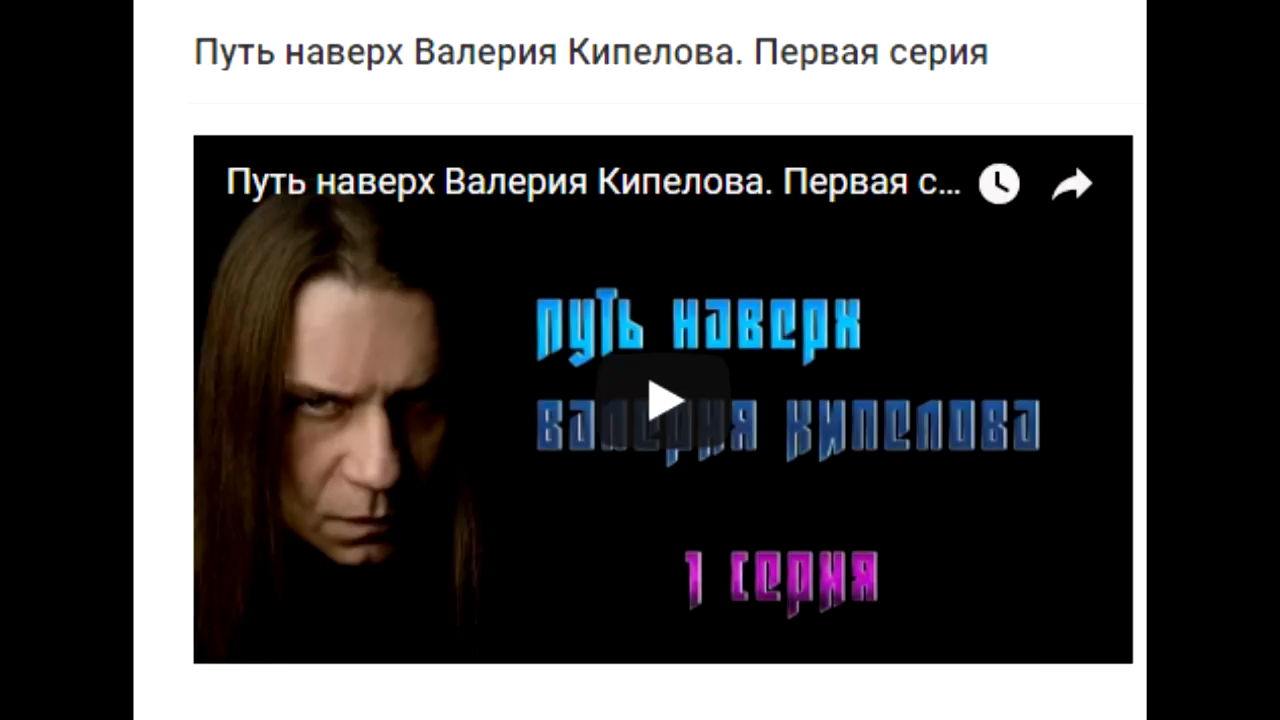 Путь наверх Валерия Кипелова. Первая серия
Путь наверх Валерия Кипелова. Первая с...
путь наверх
валерия кипелова
1 серия